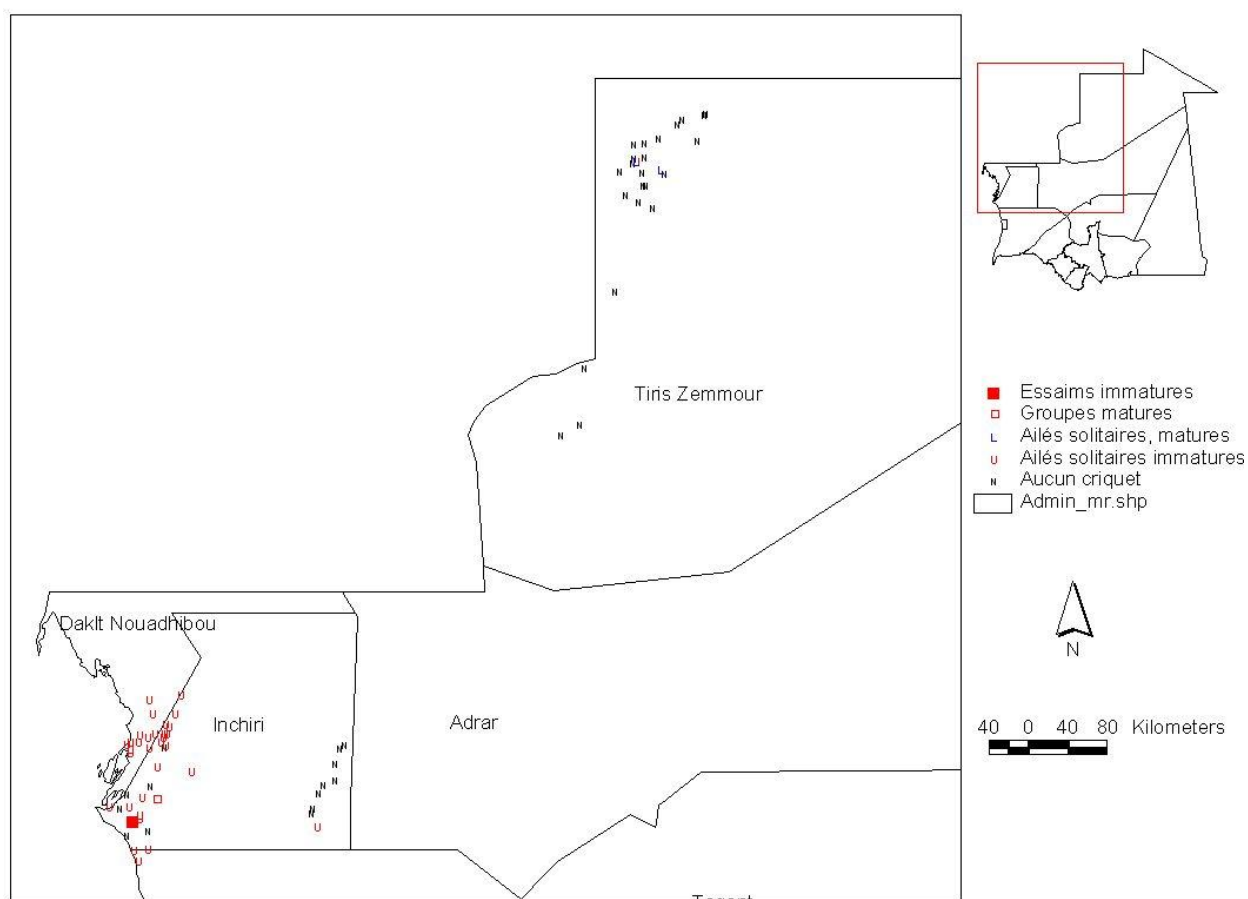 Tiris Zemmour
Daklt Nouadhibou
Inchiri
Adrar
Essaims immatures
Groupes matures
L Ailés solitaires, matures
U Ailés solitaires immatures
N Aucun criquet
Admin_mr.shp
N
40 0 40 80 Kilometers